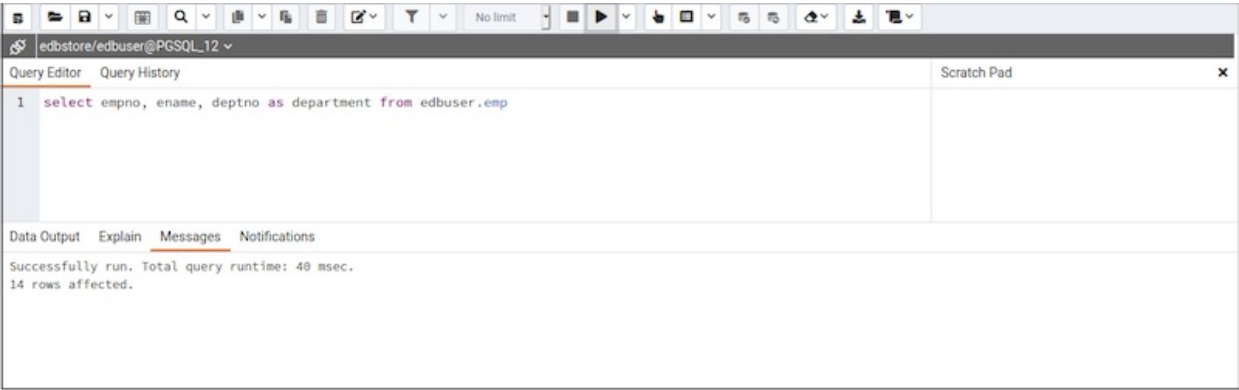 No limit
edbstore/edbuser@PGSQL_12
Query Editor Query History
Scratch Pad
1 select empno, ename, deptno as department from edbuser.emp
Data Output Explain Messages Notifications
Successfully run. Total query runtime: 40 msec.
14 rows affected.